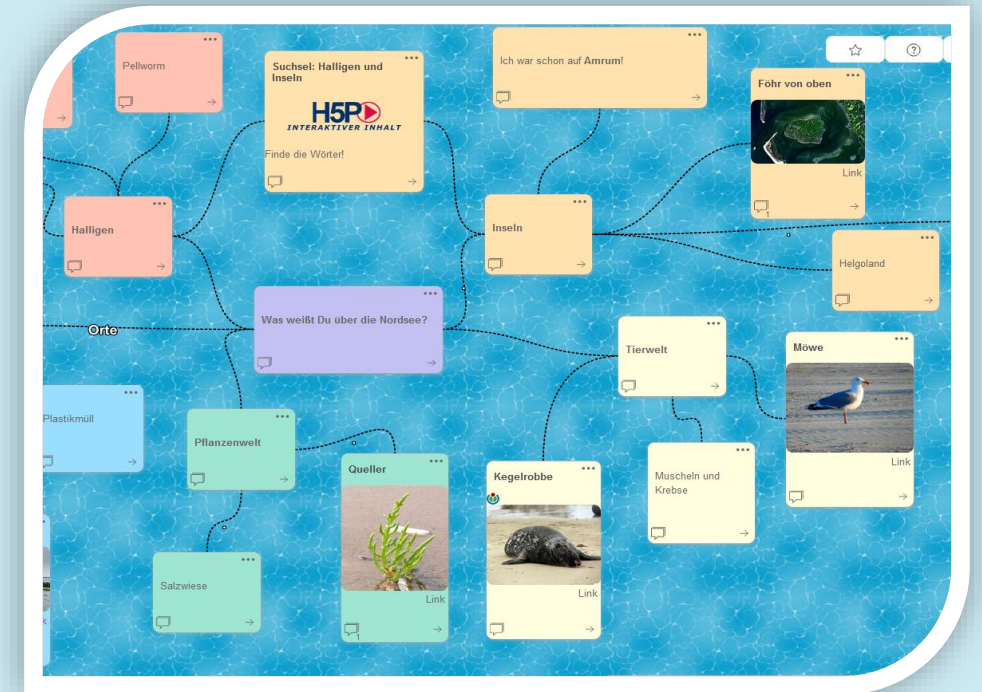 Pellworm
Suchsel: Halligen und
Inseln
H5P
INTERAKTIVER INHALT
Finde die Wörter!
Ich war schon auf Amrum!
Föhr von oben
Link
1
Halligen
Inseln
Helgoland
Was weißt Du über die Nordsee?
Orte
Tierwelt
Möwe
Link
Plastikmüll
Pflanzenwelt
Queller
Link
1
Kegelrobbe
Link
Muscheln und
Krebse
Salzwiese